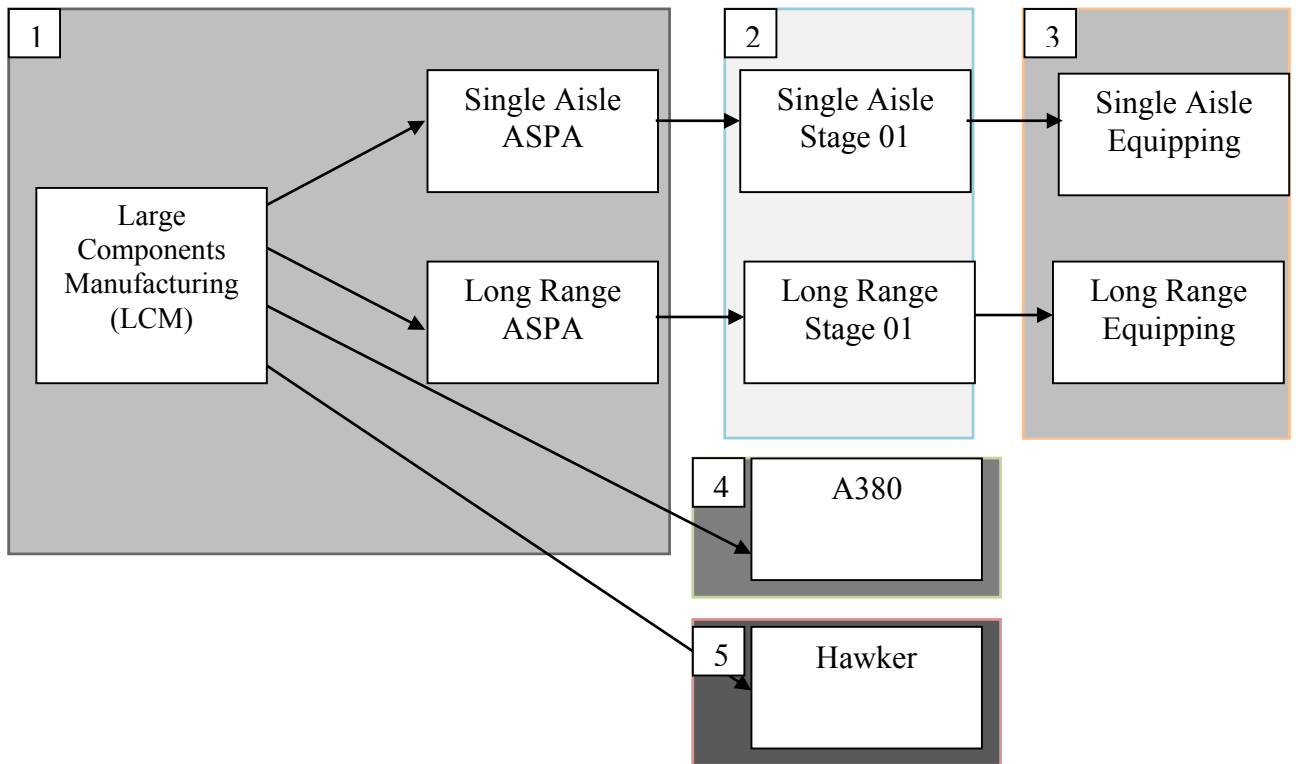 1
Large
Components
Manufacturing
(LCM)
Single Aisle
ASPA
Long Range
ASPA
2
Single Aisle
Stage 01
Long Range
Stage 01
3
Single Aisle
Equipping
Long Range
Equipping
4
A380
5
Hawker